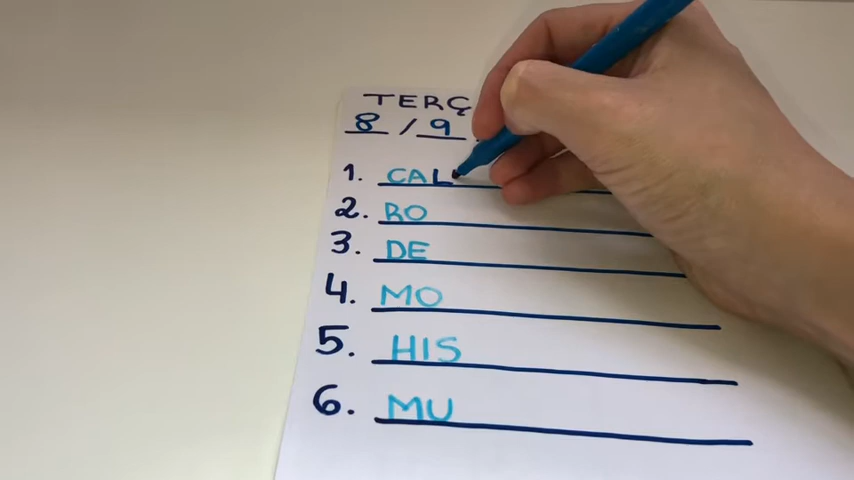 TERÇ
8 / 9
1. CAL
2. RO
3. DE
4. MO
5. HIS
6. MU